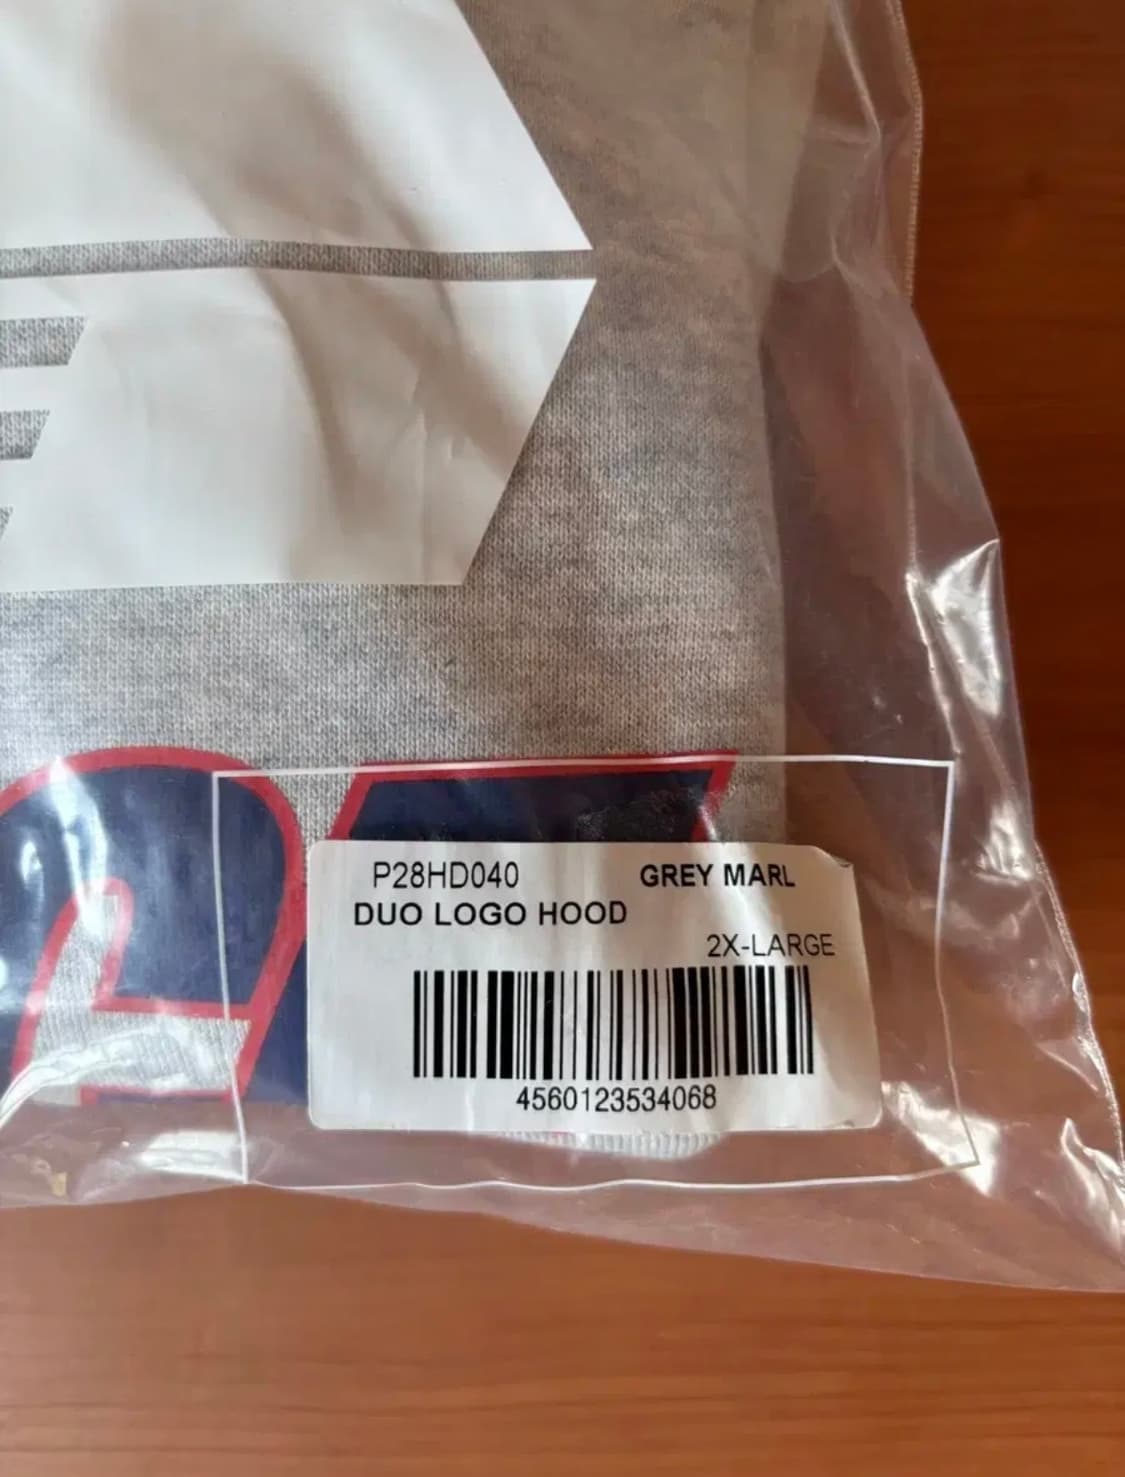 P28HD040 GREY MARL
DUO LOGO HOOD
2X-LARGE
4560123534068